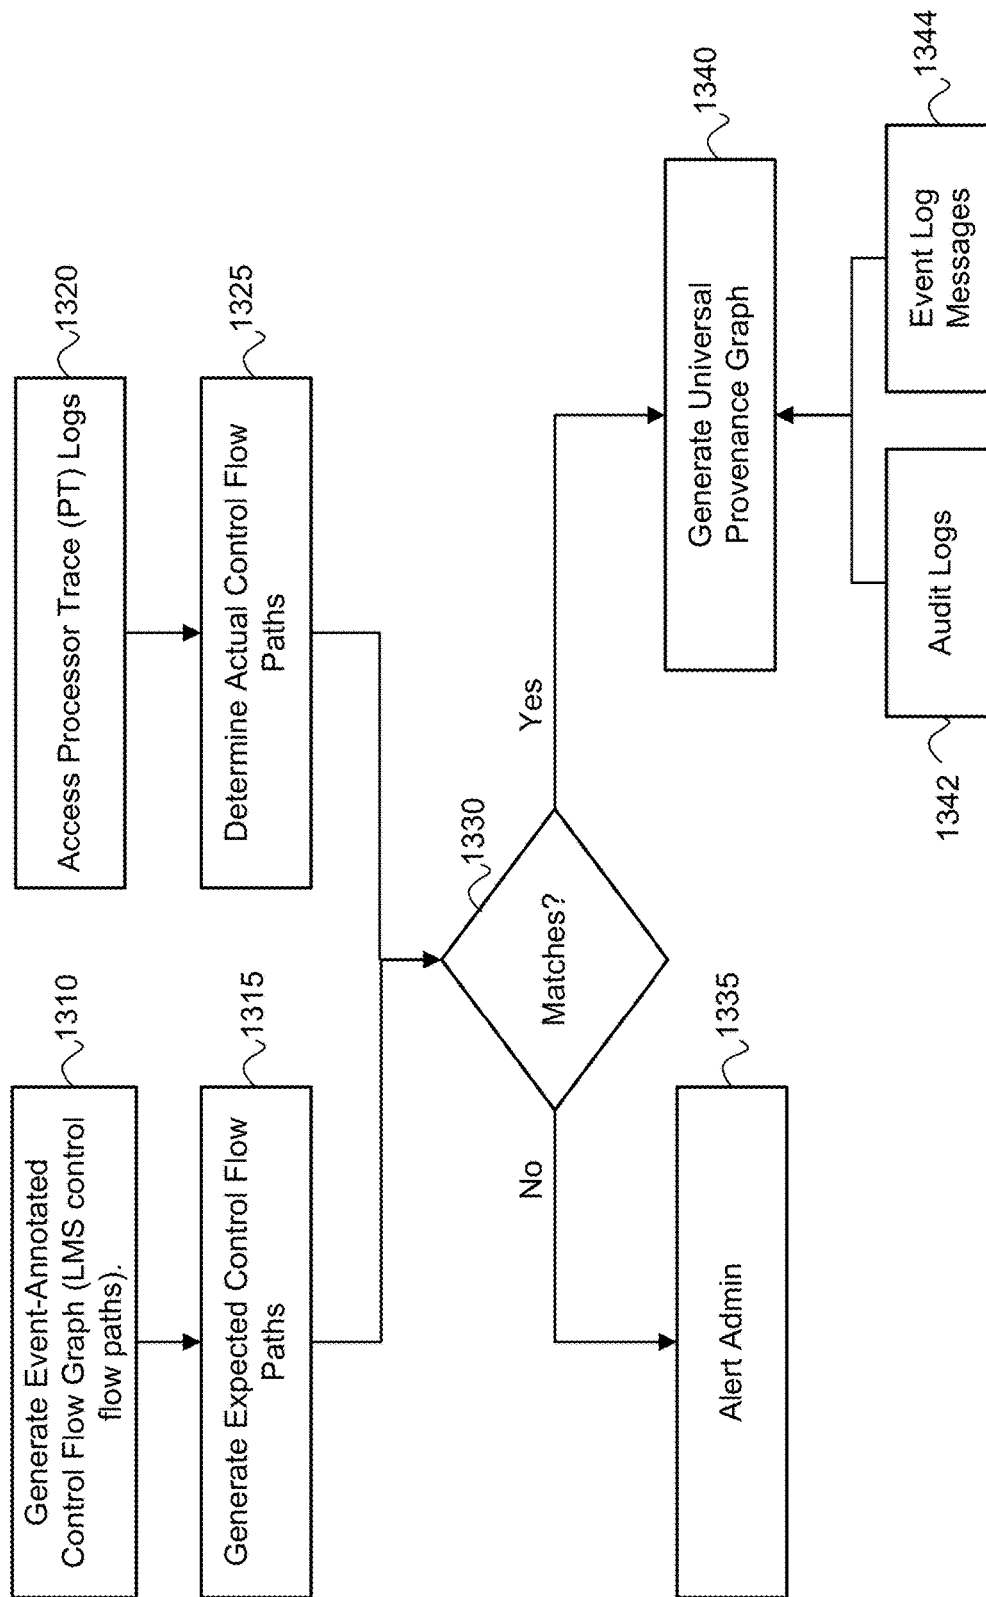 Generate Event-Annotated
Control Flow Graph (LMS control
flow paths).
1310
Generate Expected Control Flow
Paths
1315
Access Processor Trace (PT) Logs
1320
Determine Actual Control Flow
Paths
1325
Matches?
1330
No
Yes
Alert Admin
1335
Generate Universal
Provenance Graph
1340
Audit Logs
1342
Event Log
Messages
1344